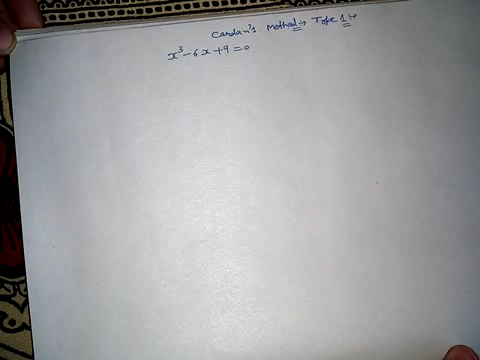 Cardan's Method → Type 1 →
x³ - 6x + 9 = 0